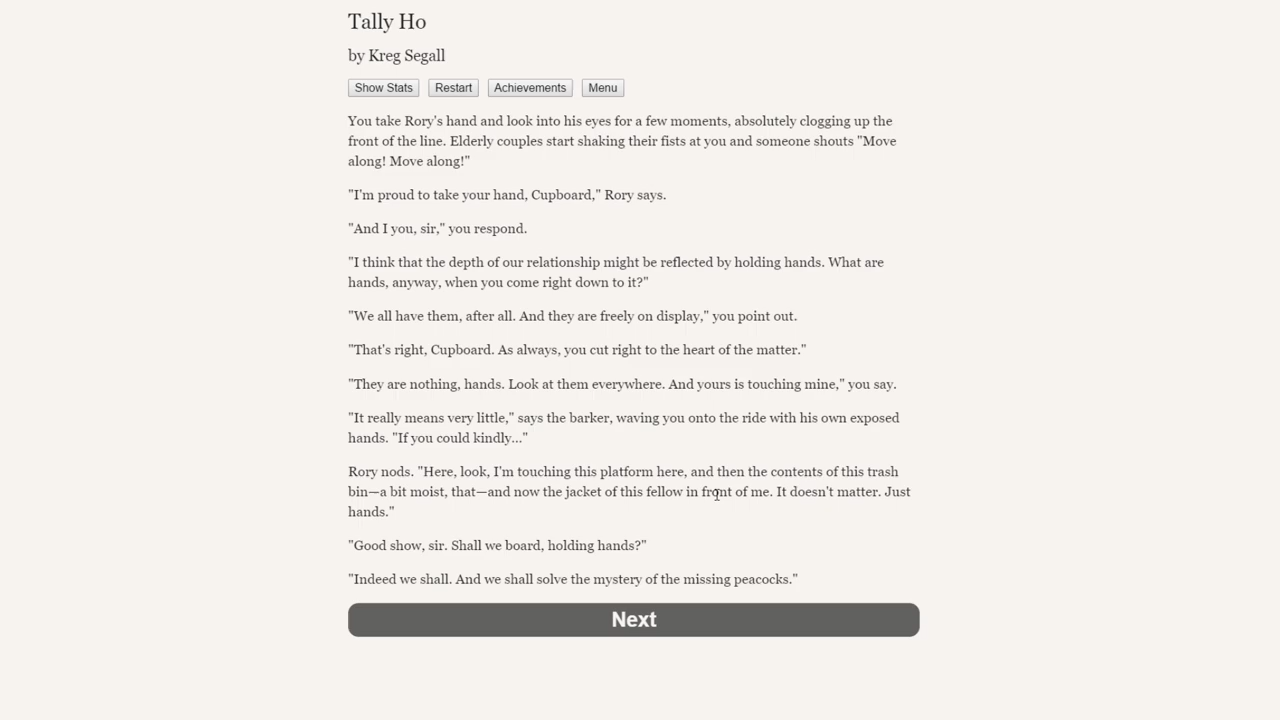 Tally Ho
by Kreg Segall
Show Stats Restart Achievements Menu
You take Rory's hand and look into his eyes for a few moments, absolutely clogging up the
front of the line. Elderly couples start shaking their fists at you and someone shouts "Move
along! Move along!"
"I'm proud to take your hand, Cupboard," Rory says.
"And I you, sir," you respond.
"I think that the depth of our relationship might be reflected by holding hands. What are
hands, anyway, when you come right down to it?"
"We all have them, after all. And they are freely on display," you point out.
"That's right, Cupboard. As always, you cut right to the heart of the matter."
"They are nothing, hands. Look at them everywhere. And yours is touching mine," you say.
"It really means very little," says the barker, waving you onto the ride with his own exposed
hands. "If you could kindly..."
Rory nods. "Here, look, I'm touching this platform here, and then the contents of this trash
bin—a bit moist, that—and now the jacket of this fellow in front of me. It doesn't matter. Just
hands."
"Good show, sir. Shall we board, holding hands?"
"Indeed we shall. And we shall solve the mystery of the missing peacocks."
Next